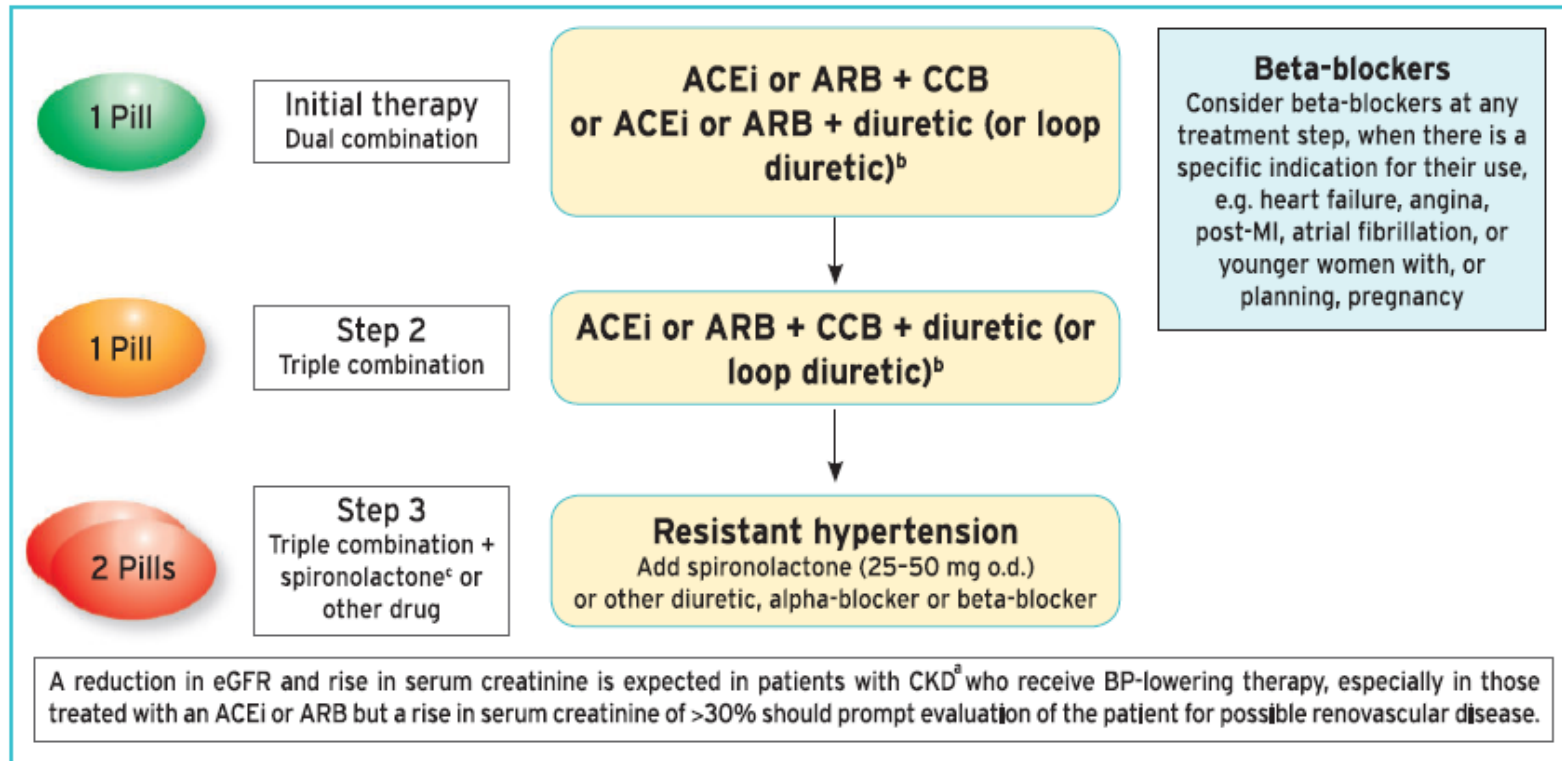 1 Pill
Initial therapy
Dual combination
ACEi or ARB + CCB
or ACEi or ARB + diuretic (or loop
diuretic)ᵇ
Beta-blockers
Consider beta-blockers at any
treatment step, when there is a
specific indication for their use,
e.g. heart failure, angina,
post-MI, atrial fibrillation, or
younger women with, or
planning, pregnancy
1 Pill
Step 2
Triple combination
ACEi or ARB + CCB + diuretic (or
loop diuretic)ᵇ
2 Pills
Step 3
Triple combination +
spironolactoneᶜ or
other drug
Resistant hypertension
Add spironolactone (25–50 mg o.d.)
or other diuretic, alpha-blocker or beta-blocker
A reduction in eGFR and rise in serum creatinine is expected in patients with CKDᵃ who receive BP-lowering therapy, especially in those
treated with an ACEi or ARB but a rise in serum creatinine of >30% should prompt evaluation of the patient for possible renovascular disease.